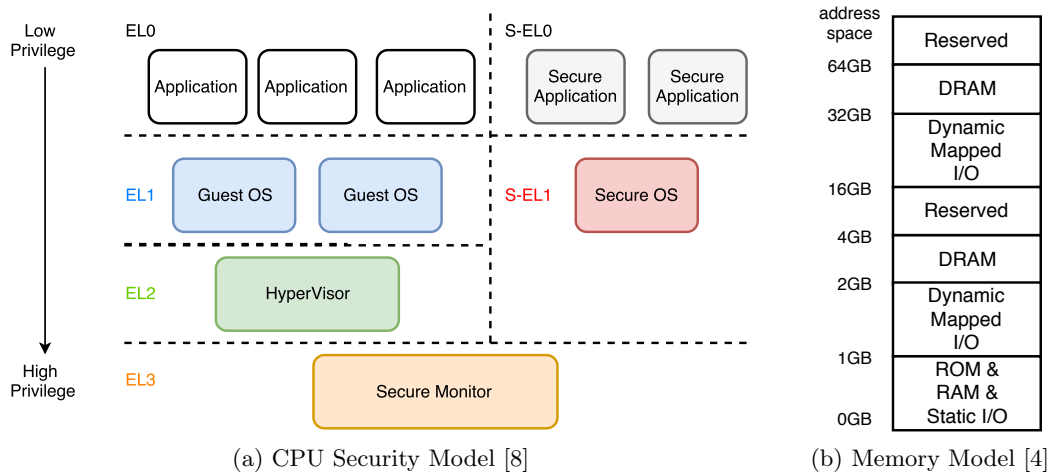 Low
Privilege
High
Privilege
EL0
Application
Application
Application
S-EL0
Secure
Application
Secure
Application
EL1
Guest OS
Guest OS
S-EL1
Secure OS
EL2
HyperVisor
EL3
Secure Monitor
(a) CPU Security Model [8]
address
space
Reserved
64GB
DRAM
32GB
Dynamic
Mapped
I/O
16GB
Reserved
4GB
DRAM
2GB
Dynamic
Mapped
I/O
1GB
ROM &
RAM &
Static I/O
0GB
(b) Memory Model [4]